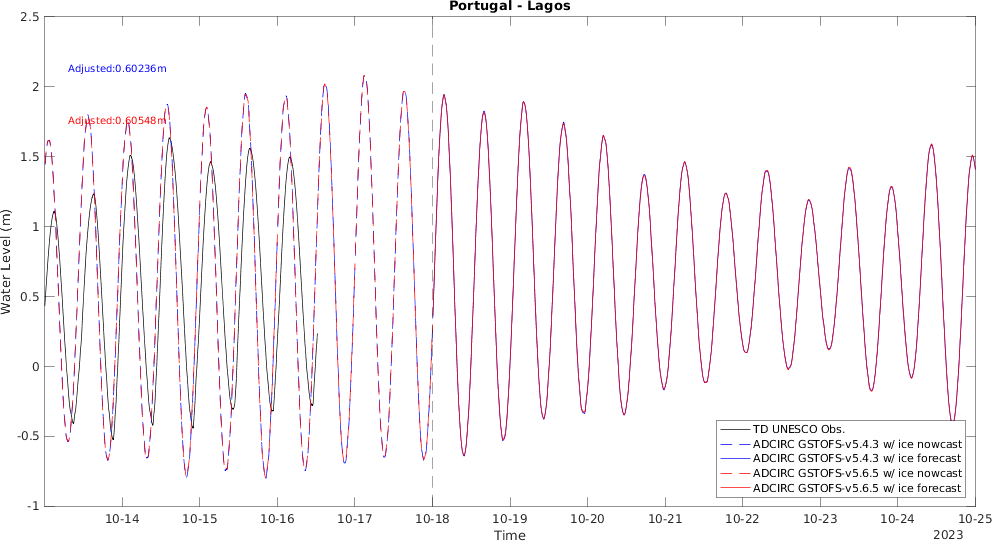 Portugal - Lagos
2.5
Adjusted:0.60236m
2
Adjusted:0.60548m
1.5
1
Water Level (m)
0.5
0
-0.5
-1
TD UNESCO Obs.
ADCIRC GSTOFS-v5.4.3 w/ ice nowcast
ADCIRC GSTOFS-v5.4.3 w/ ice forecast
ADCIRC GSTOFS-v5.6.5 w/ ice nowcast
ADCIRC GSTOFS-v5.6.5 w/ ice forecast
10-14 10-15 10-16 10-17 10-18 10-19 10-20 10-21 10-22 10-23 10-24 10-25
Time
2023